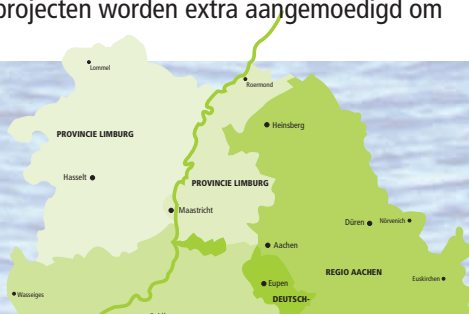 projecten worden extra aangemoedigd om
Lommel
Roermond
Heinsberg
PROVINCIE LIMBURG
Hasselt
PROVINCIE LIMBURG
Maastricht
Düren
Nörvenich
Aachen
REGIO AACHEN
Euskirchen
Eupen
Wasseiges
DEUTSCH-